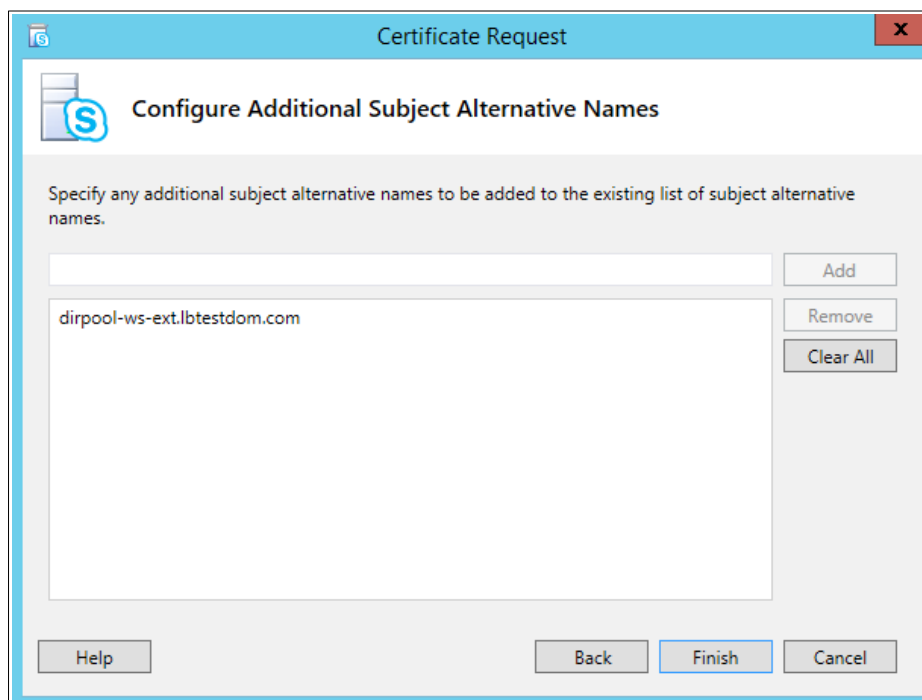 Certificate Request
x
S
Configure Additional Subject Alternative Names
Specify any additional subject alternative names to be added to the existing list of subject alternative
names.
Add
dirpool-ws-ext.lbtestdom.com
Remove
Clear All
Help
Back
Finish
Cancel